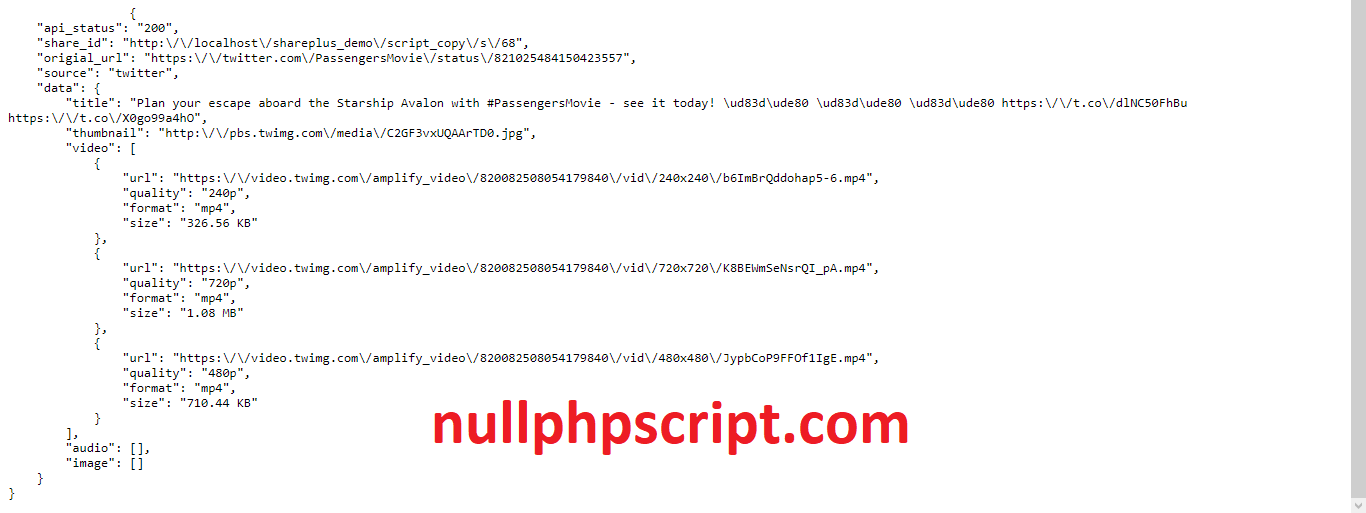 {
"api_status": "200",
"share_id": "http:\/\/localhost\/shareplus_demo\/script_copy\/s\/68",
"origial_url": "https:\/\/twitter.com\/PassengersMovie\/status\/821025484150423557",
"source": "twitter",
"data": {
"title": "Plan your escape aboard the Starship Avalon with #PassengersMovie - see it today! \ud83d\ude80 \ud83d\ude80 \ud83d\ude80 https:\/\/t.co\/dlNC50FhBu
https:\/\/t.co\/X0go99a4hO",
"thumbnail": "http:\/\/pbs.twimg.com\/media\/C2GF3vxUQAArTD0.jpg",
"video": [
{
"url": "https:\/\/video.twimg.com\/amplify_video\/820082508054179840\/vid\/240x240\/b6ImBrQddohap5-6.mp4",
"quality": "240p",
"format": "mp4",
"size": "326.56 KB"
},
{
"url": "https:\/\/video.twimg.com\/amplify_video\/820082508054179840\/vid\/720x720\/K8BEWmSeNsrQI_pA.mp4",
"quality": "720p",
"format": "mp4",
"size": "1.08 MB"
},
{
"url": "https:\/\/video.twimg.com\/amplify_video\/820082508054179840\/vid\/480x480\/JypbCoP9FFOf1IgE.mp4",
"quality": "480p",
"format": "mp4",
"size": "710.44 KB"
}
],
"audio": [],
"image": []
}
}
nullphpscript.com